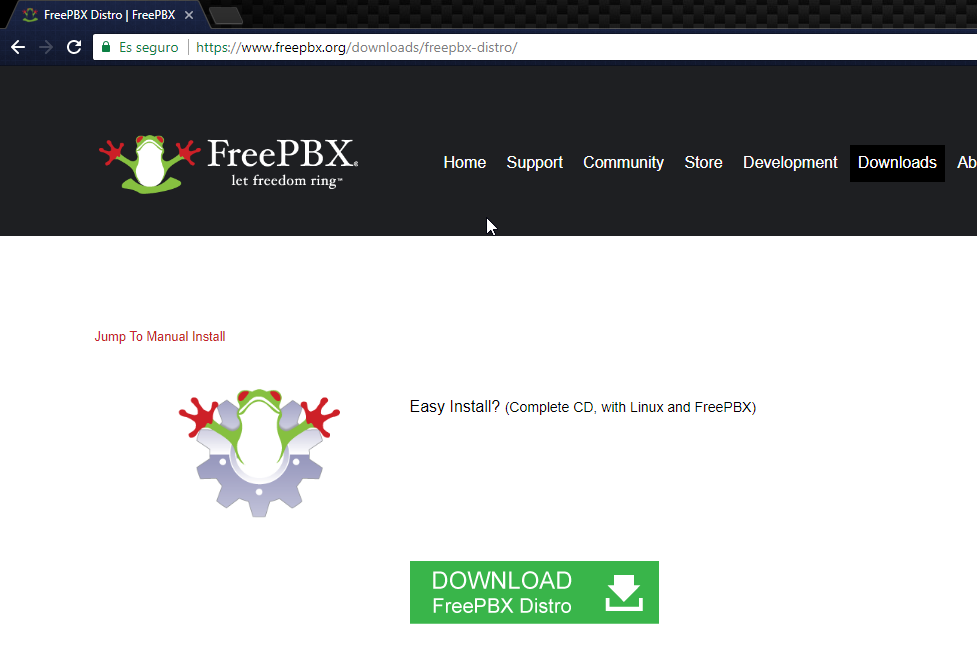 FreePBX Distro | FreePBX
Es seguro https://www.freepbx.org/downloads/freepbx-distro/
FreePBX®
let freedom ring™
Home Support Community Store Development Downloads Ab
Jump To Manual Install
Easy Install? (Complete CD, with Linux and FreePBX)
DOWNLOAD
FreePBX Distro